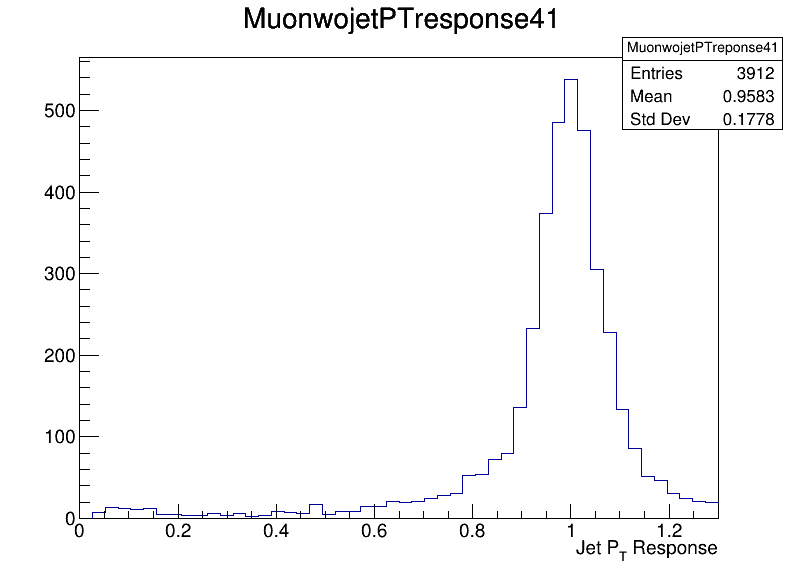 MuonwojetPTresponse41
MuonwojetPTreponse41
Entries 3912
Mean 0.9583
Std Dev 0.1778
500
400
300
200
100
0
0 0.2 0.4 0.6 0.8 1 1.2
Jet PT Response